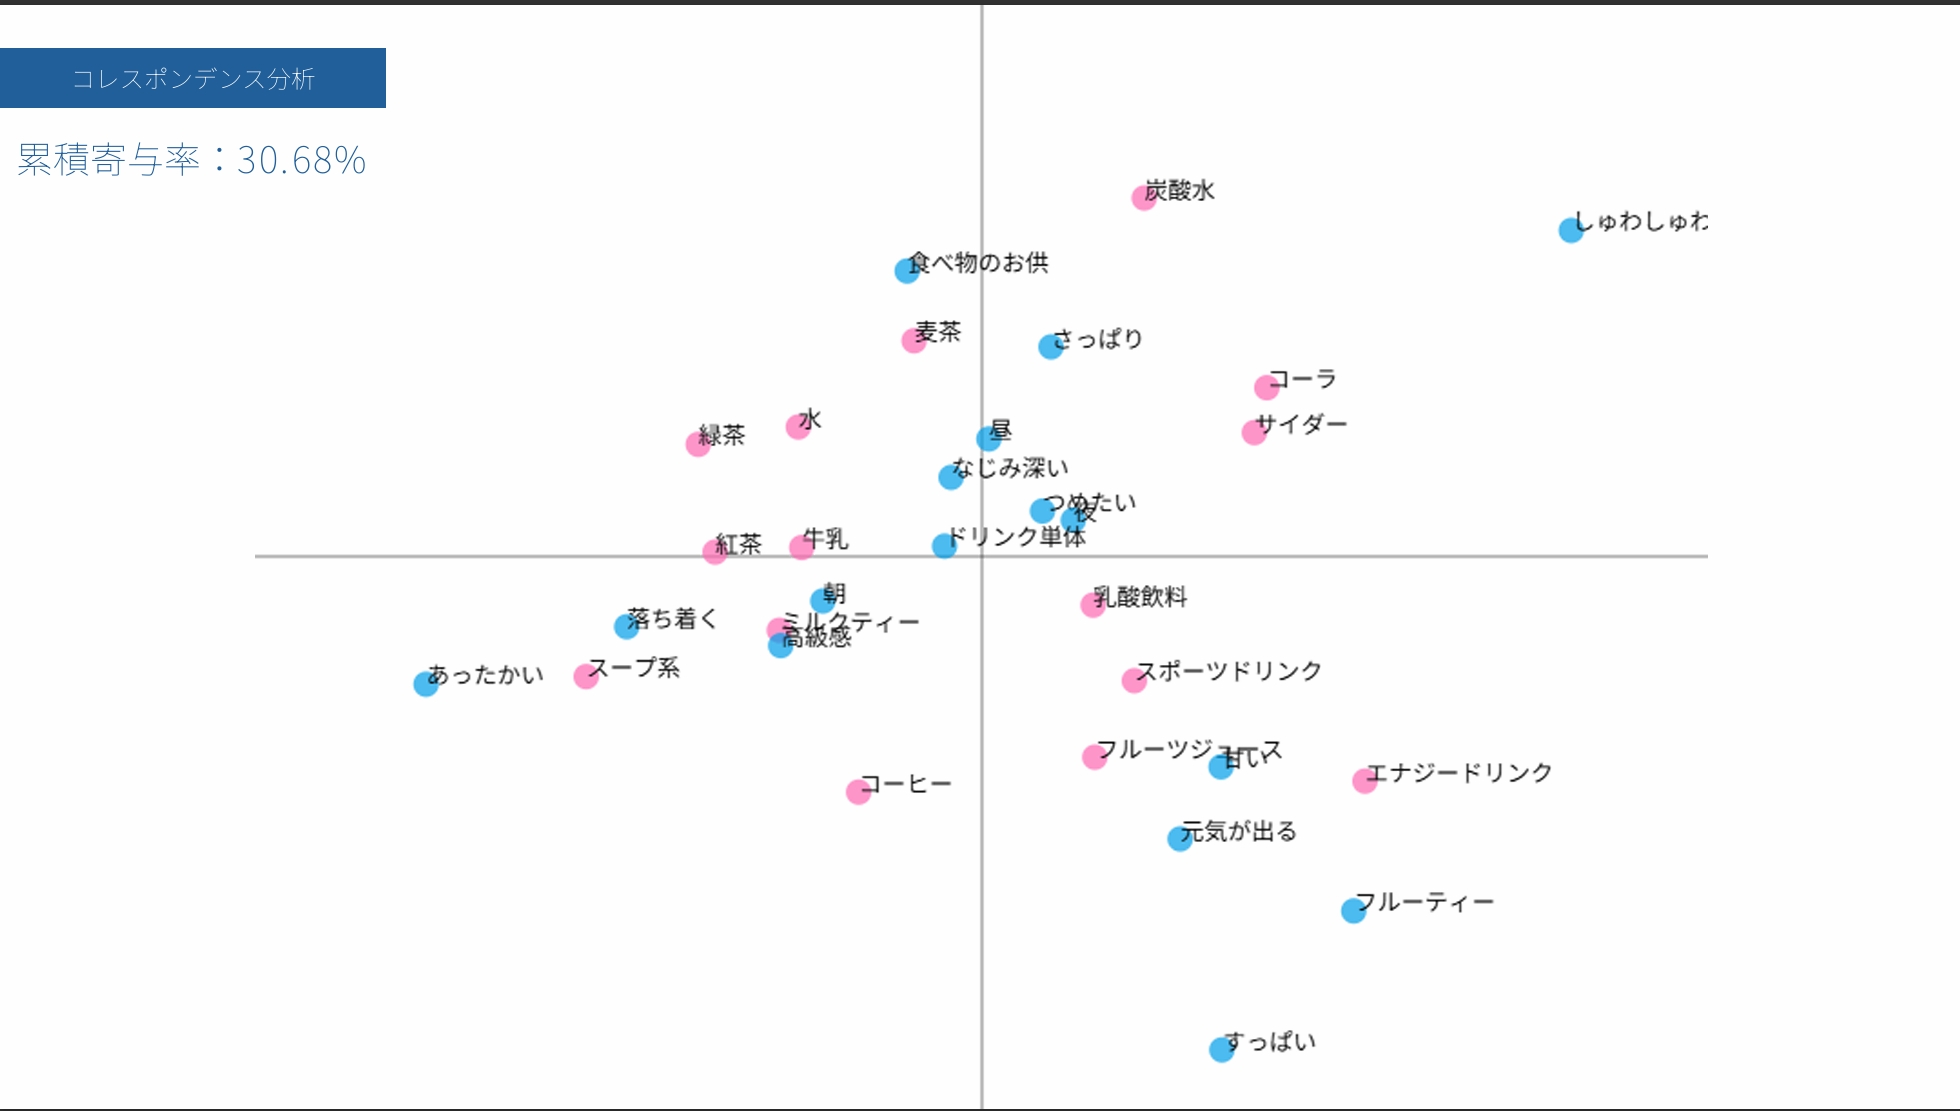 コレスポンデンス分析
累積寄与率：30.68%
炭酸水
しゅわしゅわ
食べ物のお供
麦茶
さっぱり
コーラ
水
サイダー
緑茶
昼
なじみ深い
つめたい
夜
ドリンク単体
紅茶
牛乳
朝
乳酸飲料
落ち着く
ミルクティー
高級感
あったかい
スープ系
スポーツドリンク
フルーツジュース
甘い
エナジードリンク
コーヒー
元気が出る
フルーティー
すっぱい